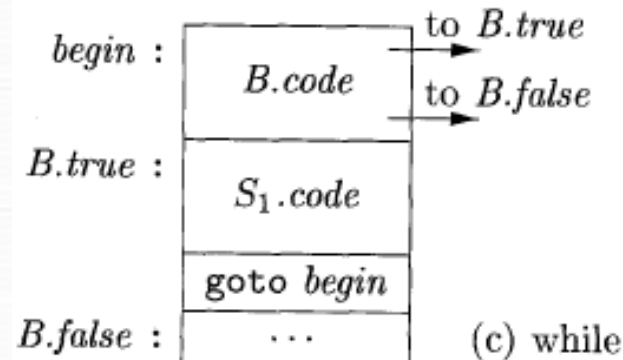 to B.true
begin :
B.code
to B.false
B.true :
S₁.code
goto begin
B.false : ... (c) while